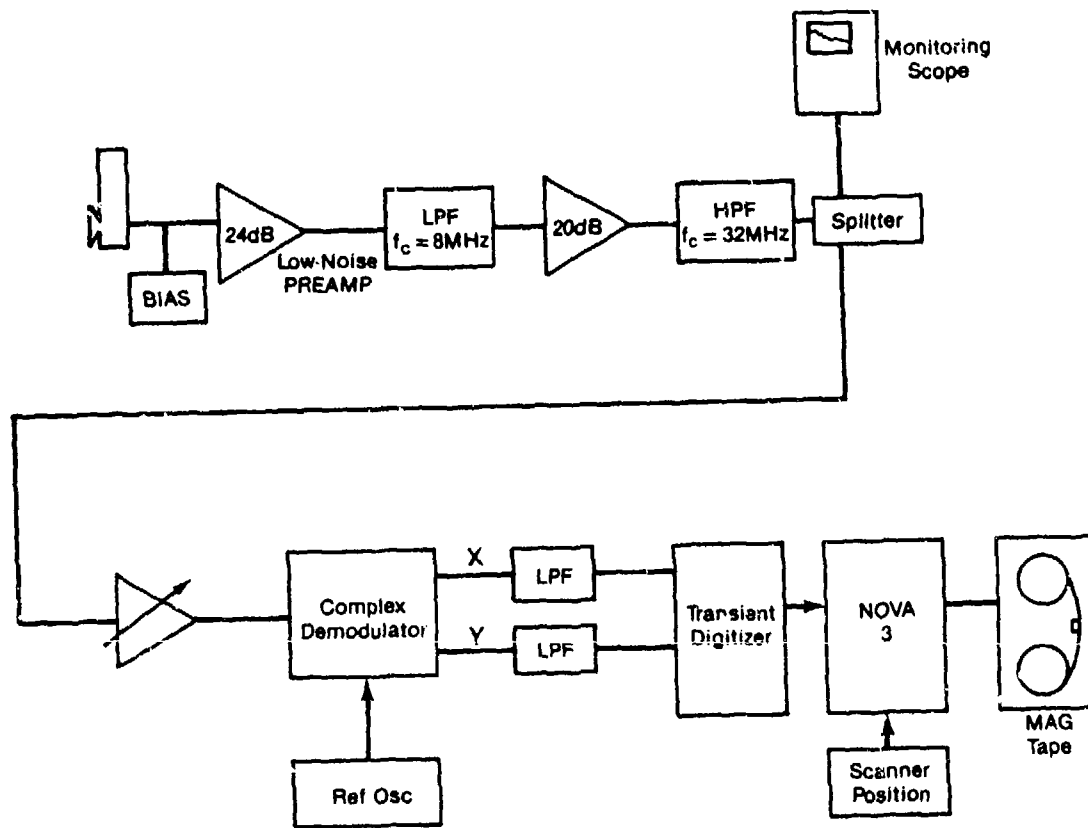 Monitoring
Scope
24dB
Low-Noise
PREAMP
BIAS
LPF
fc = 8MHz
20dB
HPF
fc = 32MHz
Splitter
Complex
Demodulator
X
Y
LPF
LPF
Transient
Digitizer
NOVA
3
MAG
Tape
Ref Osc
Scanner
Position